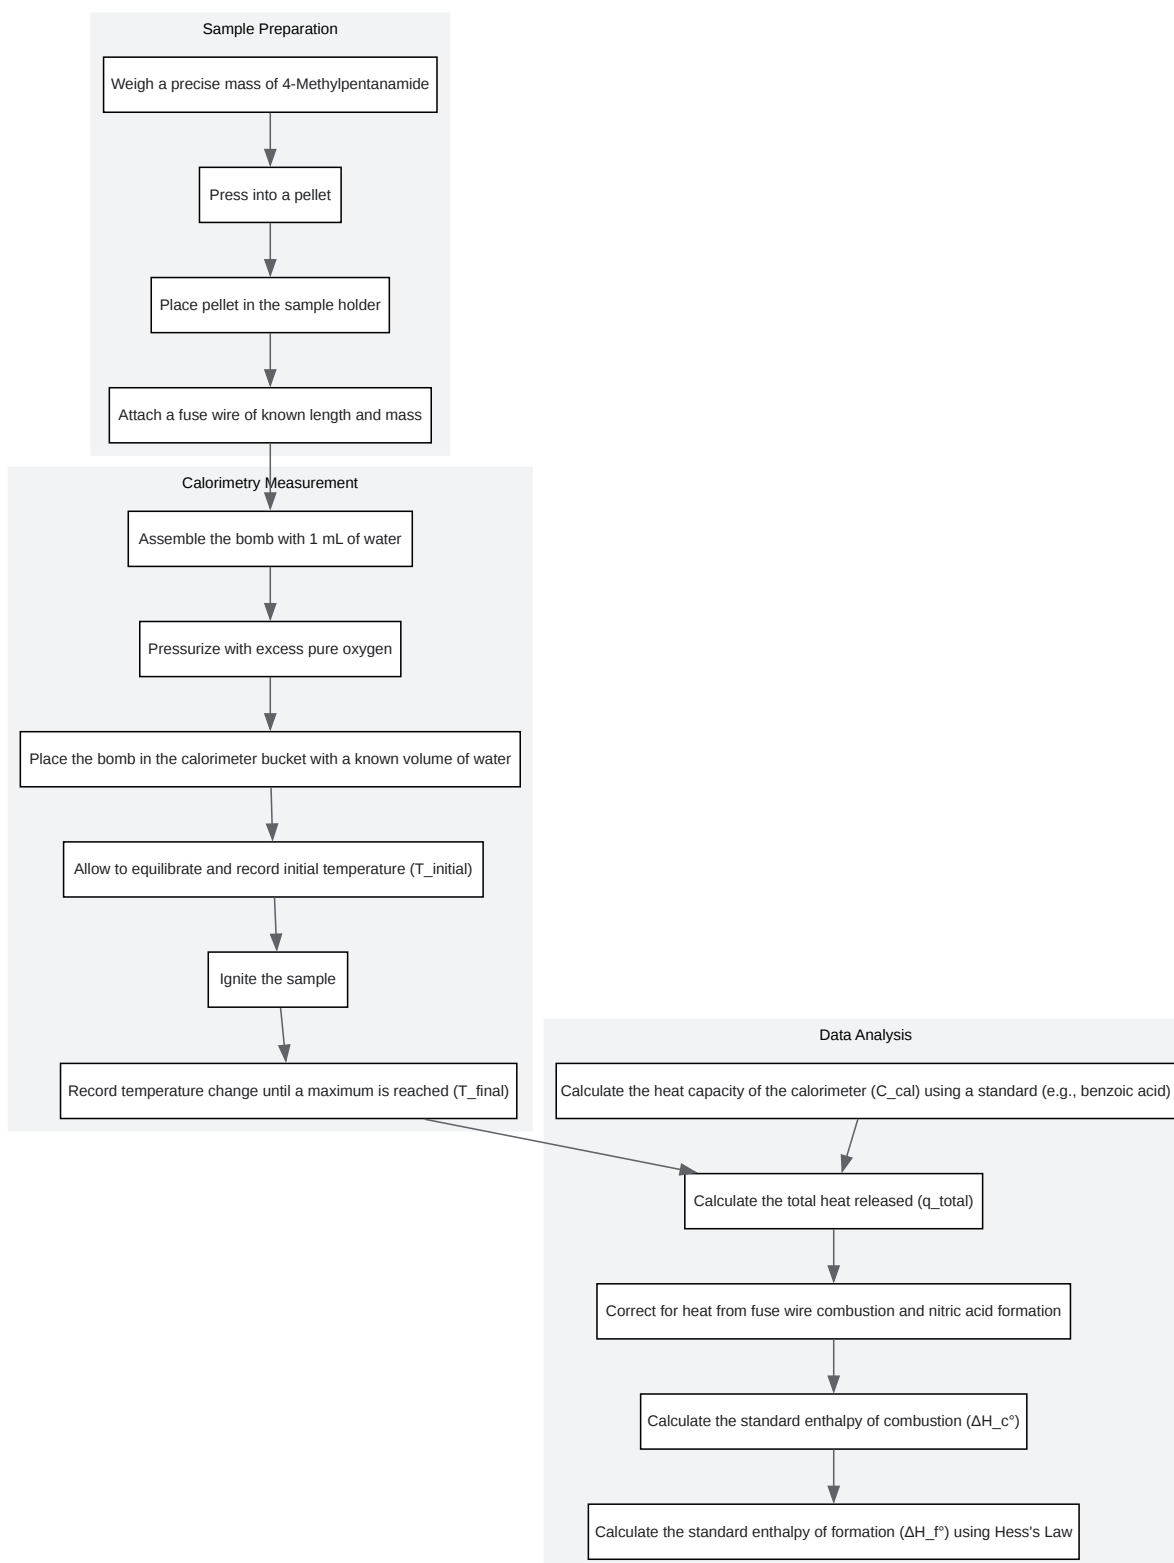 Sample Preparation
Weigh a precise mass of 4-Methylpentanamide
Press into a pellet
Place pellet in the sample holder
Attach a fuse wire of known length and mass
Calorimetry Measurement
Assemble the bomb with 1 mL of water
Pressurize with excess pure oxygen
Place the bomb in the calorimeter bucket with a known volume of water
Allow to equilibrate and record initial temperature (T_initial)
Ignite the sample
Record temperature change until a maximum is reached (T_final)
Data Analysis
Calculate the heat capacity of the calorimeter (C_cal) using a standard (e.g., benzoic acid)
Calculate the total heat released (q_total)
Correct for heat from fuse wire combustion and nitric acid formation
Calculate the standard enthalpy of combustion (ΔH_c°)
Calculate the standard enthalpy of formation (ΔH_f°) using Hess's Law